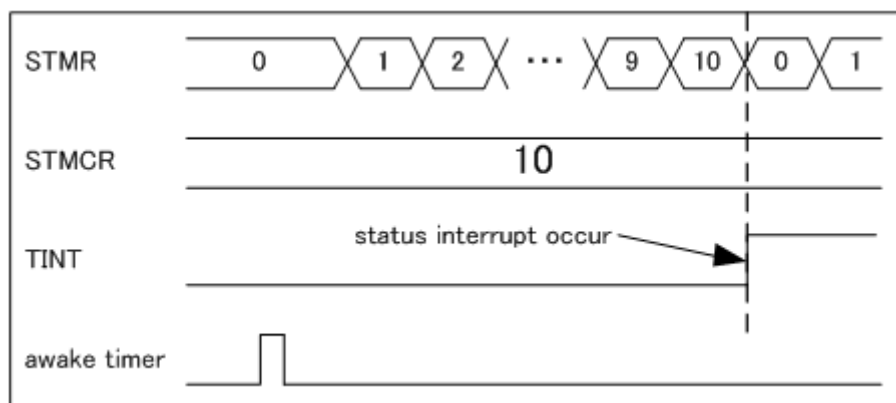 STMR 0 1 2 ... 9 10 0 1
STMCR 10
status interrupt occur
TINT
awake timer